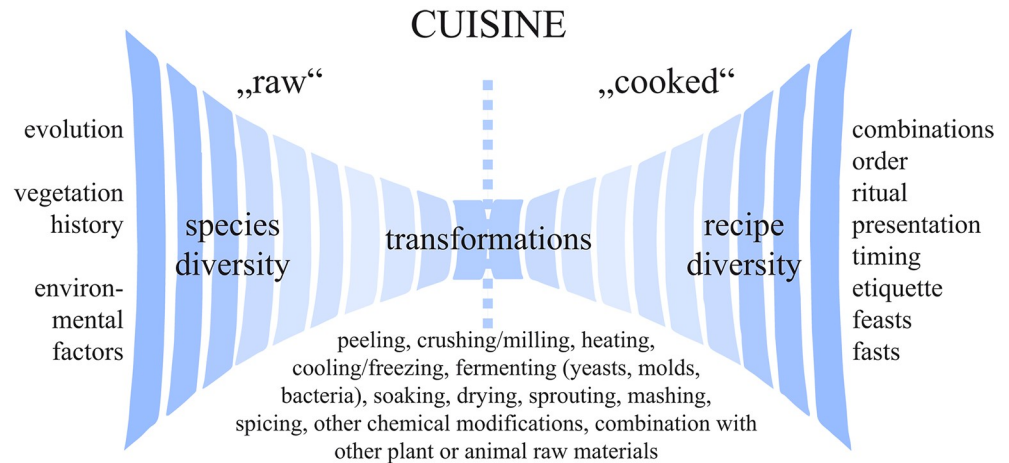 CUISINE
„raw“
„cooked“
evolution
vegetation
history
environ-
mental
factors
species
diversity
transformations
recipe
diversity
combinations
order
ritual
presentation
timing
etiquette
feasts
fasts
peeling, crushing/milling, heating,
cooling/freezing, fermenting (yeasts, molds,
bacteria), soaking, drying, sprouting, mashing,
spicing, other chemical modifications, combination with
other plant or animal raw materials